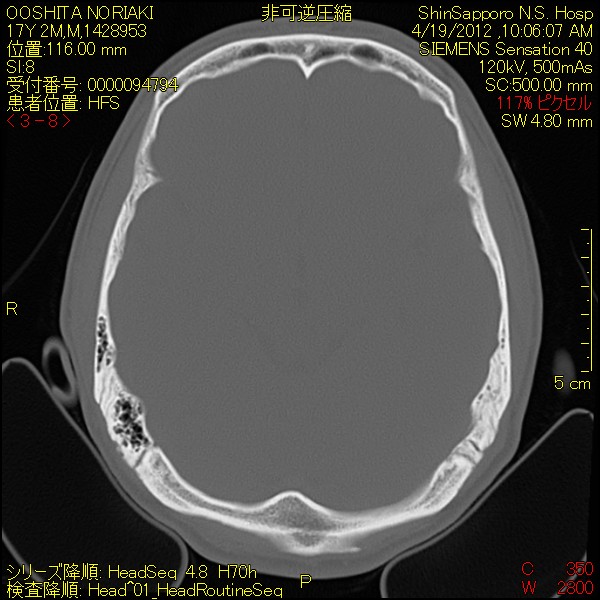 OOSHITA NORIAKI
17Y 2M,M,1428953
位置:116.00 mm
SI:8
受付番号: 0000094794
患者位置: HFS
<3-8>
非可逆圧縮
ShinSapporo N.S. Hosp
4/19/2012 ,10:06:07 AM
SIEMENS Sensation 40
120kV, 500mAs
SC:500.00 mm
117% ピクセル
SW 4.80 mm
R
5 cm
シリーズ降順: HeadSeq 4.8 H70h
検査降順: Head^01_HeadRoutineSeq
P
C 350
W 2800